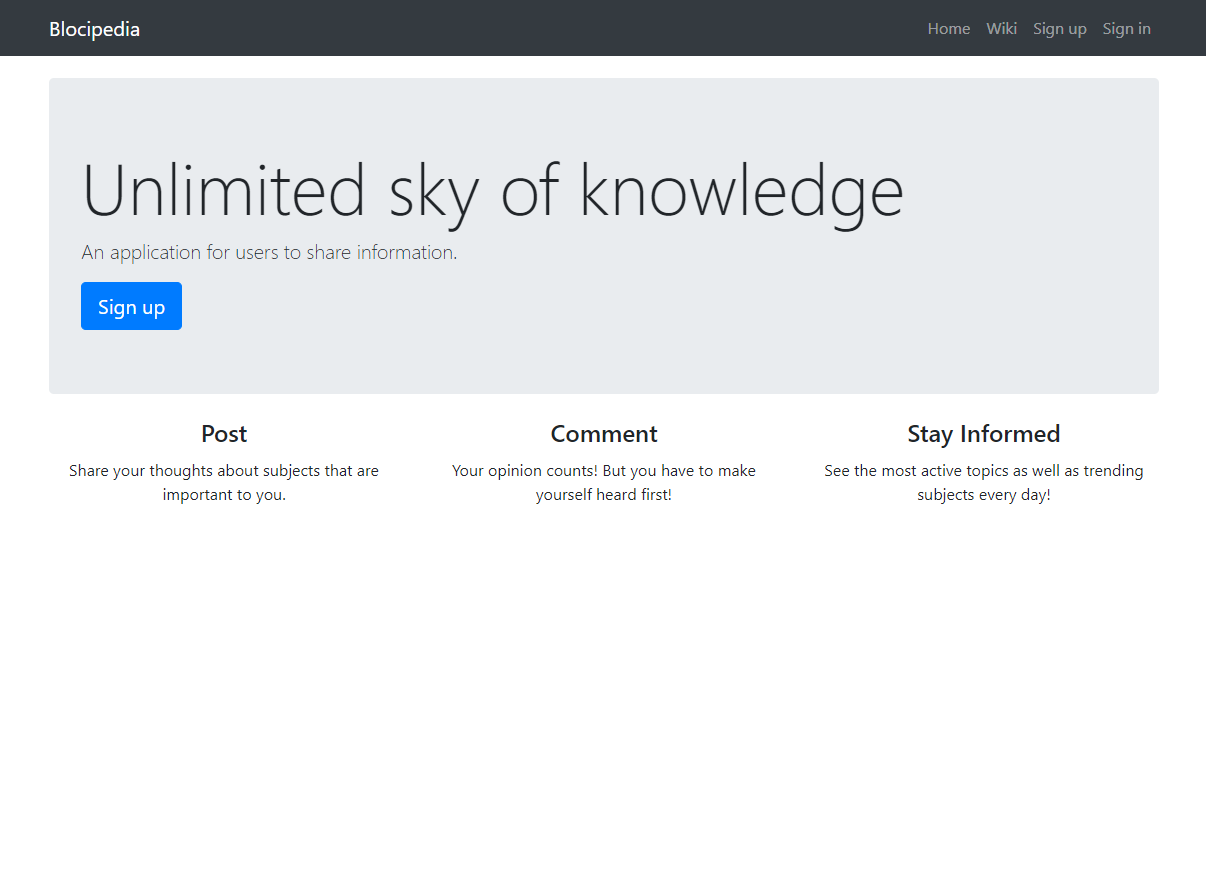 Blocipedia
Home Wiki Sign up Sign in
Unlimited sky of knowledge
An application for users to share information.
Sign up
Post
Share your thoughts about subjects that are
important to you.
Comment
Your opinion counts! But you have to make
yourself heard first!
Stay Informed
See the most active topics as well as trending
subjects every day!